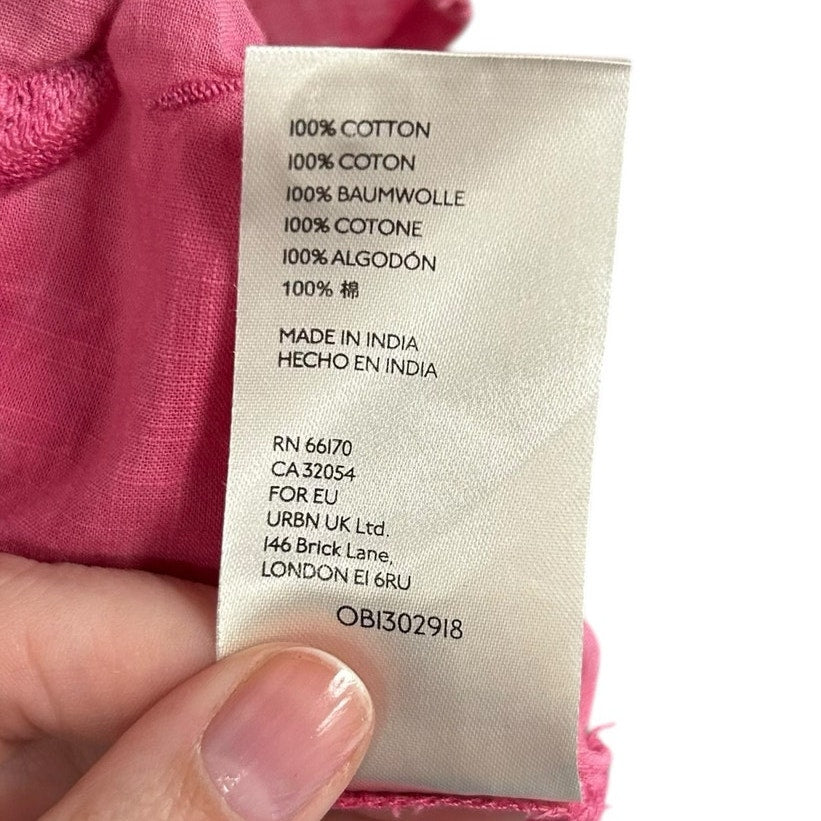 100% COTTON
100% COTON
100% BAUMWOLLE
100% COTONE
100% ALGODÓN
100% 棉
MADE IN INDIA
HECHO EN INDIA
RN 66170
CA 32054
FOR EU
URBN UK Ltd.
146 Brick Lane,
LONDON E1 6RU
OB1302918